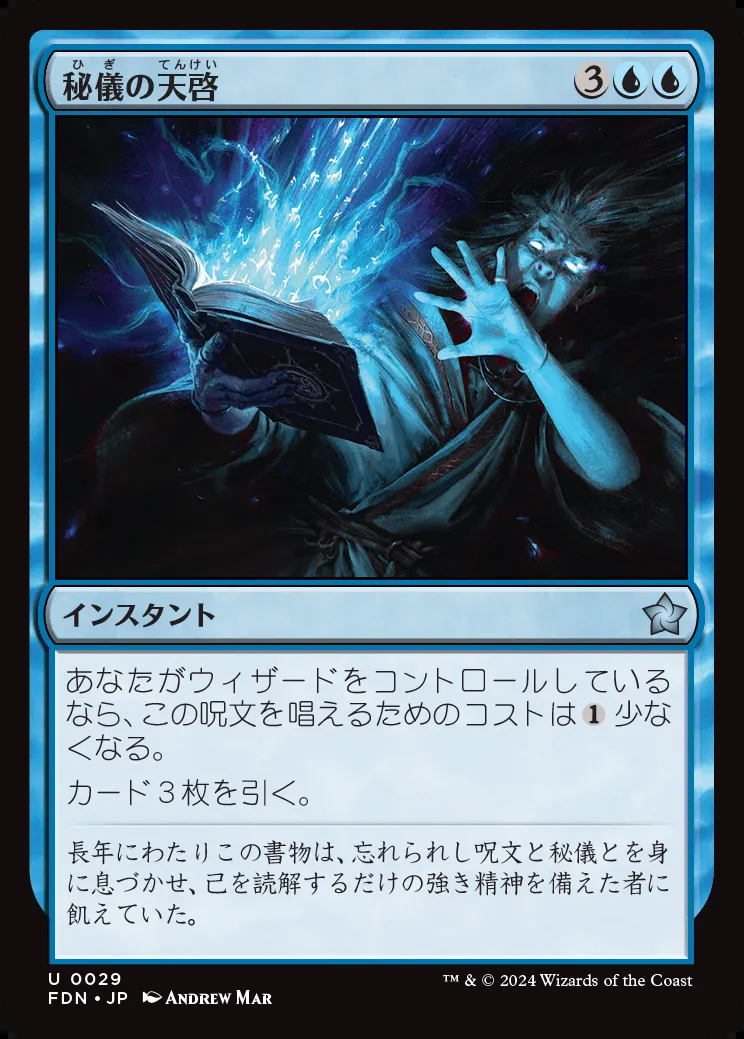 ひぎ てんけい
秘儀の天啓 3
インスタント
あなたがウィザードをコントロールしている
なら、この呪文を唱えるためのコストは 1 少な
くなる。
カード3枚を引く。
長年にわたりこの書物は、忘れられし呪文と秘儀とを身
に息づかせ、己を読解するだけの強き精神を備えた者に
飢えていた。
U 0029
FDN • JP Andrew Mar
™ & © 2024 Wizards of the Coast